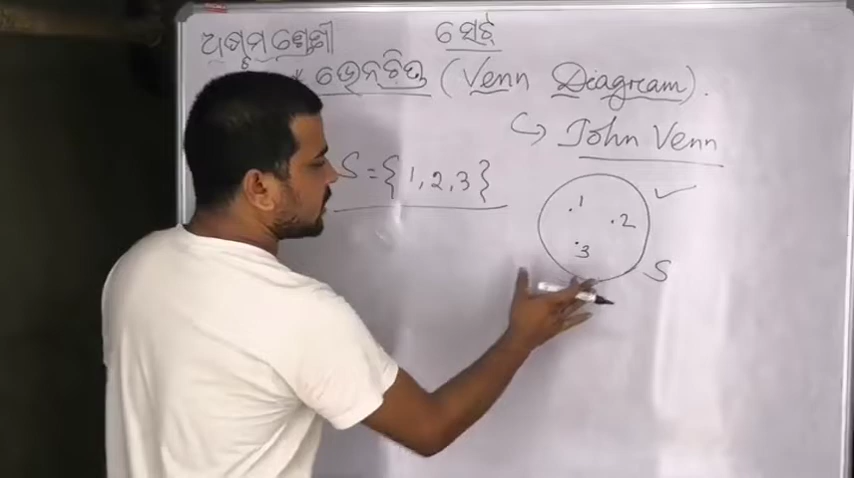 ଅଷ୍ଟମ ଶ୍ରେଣୀ ସେଟ୍
* ଭେନଚିତ୍ର (Venn Diagram).
John Venn
S = {1, 2, 3}
1
2
3
S